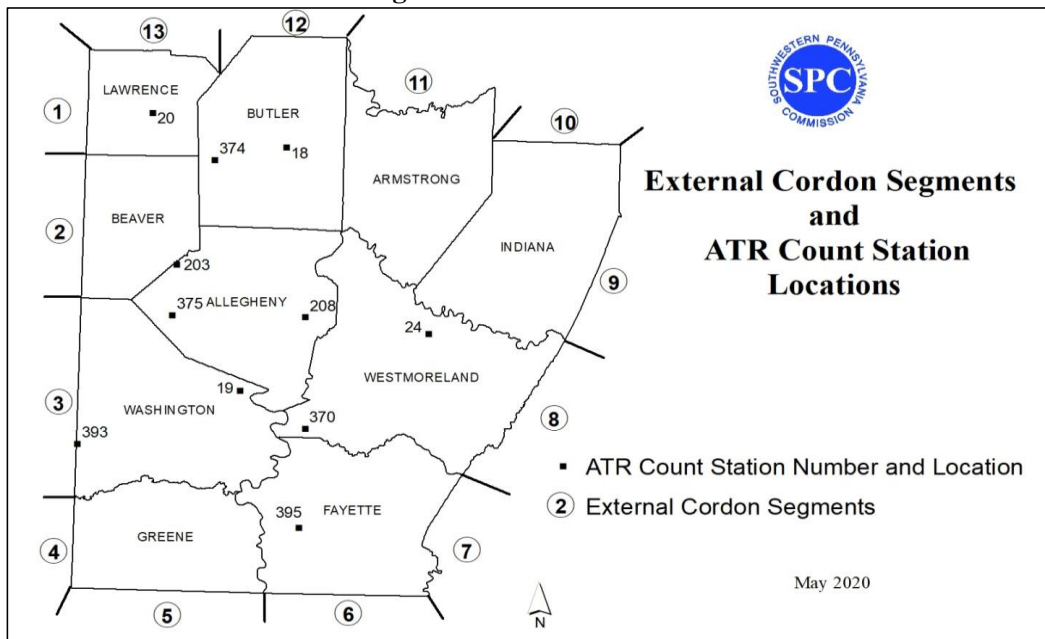 13
12
11
10
1
2
3
4
5
6
7
8
9
LAWRENCE
20
BUTLER
374
18
ARMSTRONG
BEAVER
INDIANA
203
375
ALLEGHENY
208
24
WESTMORELAND
19
WASHINGTON
370
393
395
FAYETTE
GREENE
N
SOUTHWESTERN PENNSYLVANIA
SPC
COMMISSION
External Cordon Segments
and
ATR Count Station
Locations
ATR Count Station Number and Location
2 External Cordon Segments
May 2020